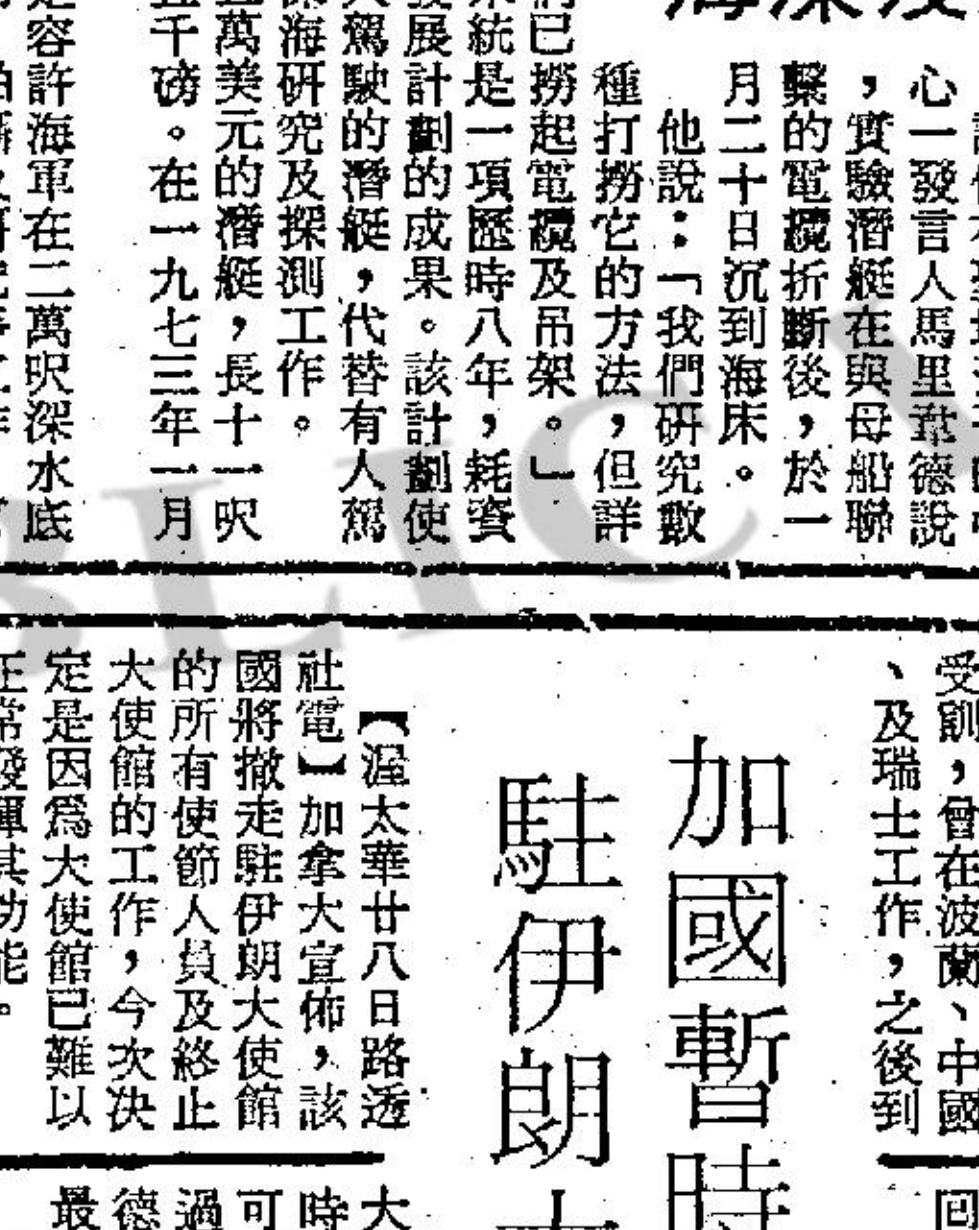 心一發言人馬里韋德說
，實驗潛艇在與母船聯
繫的電纜折斷後，於一
月二十日沉到海床。
他說：「我們研究數
種打撈它的方法，但詳
們已撈起電纜及吊架。」
系統是一項歷時八年，耗資
發展計劃的成果。該計劃使
人駕駛的潛艇，代替有人駕
深海研究及探測工作。
萬美元的潛艇，長十一呎
五千磅。在一九七三年一月
容許海軍在二萬呎深水底
受訓，曾在波蘭、中國
、及瑞士工作，之後到
加國暫時
駐伊朗
【渥太華廿八日路透
社電】加拿大宣佈，該
國將撤走駐伊朗大使館
的所有使節人員及終止
大使館的工作，今次决
定是因爲大使館已難以
正常發揮其功能。
回
大
時
可
過
德
最
BLIC